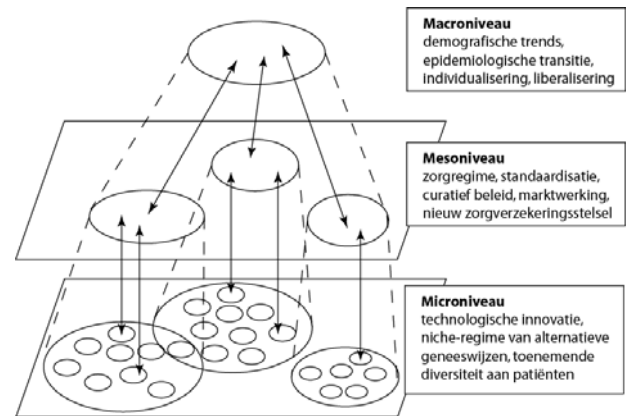 Macroniveau
demografische trends,
epidemiologische transitie,
individualisering, liberalisering
Mesoniveau
zorgregime, standaardisatie,
curatief beleid, marktwerking,
nieuw zorgverzekeringsstelsel
Microniveau
technologische innovatie,
niche-regime van alternatieve
geneeswijzen, toenemende
diversiteit aan patiënten